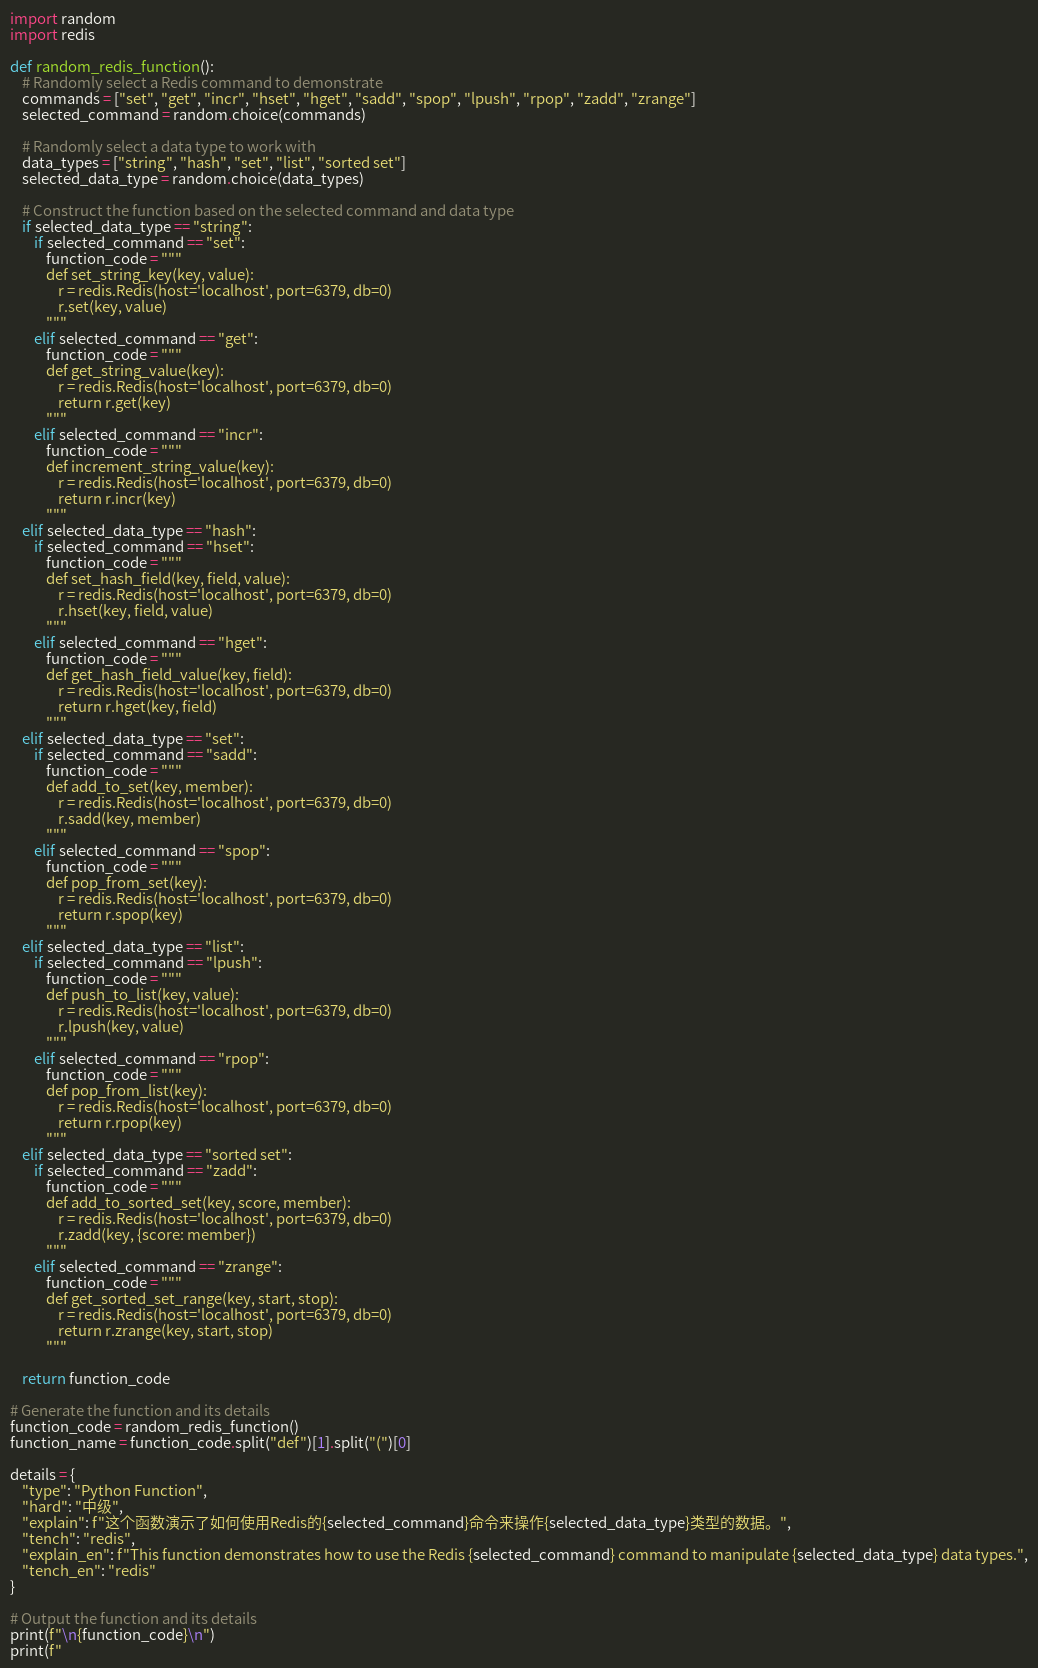 import random
import redis

def random_redis_function():
    # Randomly select a Redis command to demonstrate
    commands = ["set", "get", "incr", "hset", "hget", "sadd", "spop", "lpush", "rpop", "zadd", "zrange"]
    selected_command = random.choice(commands)

    # Randomly select a data type to work with
    data_types = ["string", "hash", "set", "list", "sorted set"]
    selected_data_type = random.choice(data_types)

    # Construct the function based on the selected command and data type
    if selected_data_type == "string":
        if selected_command == "set":
            function_code = """
            def set_string_key(key, value):
                r = redis.Redis(host='localhost', port=6379, db=0)
                r.set(key, value)
            """
        elif selected_command == "get":
            function_code = """
            def get_string_value(key):
                r = redis.Redis(host='localhost', port=6379, db=0)
                return r.get(key)
            """
        elif selected_command == "incr":
            function_code = """
            def increment_string_value(key):
                r = redis.Redis(host='localhost', port=6379, db=0)
                return r.incr(key)
            """
    elif selected_data_type == "hash":
        if selected_command == "hset":
            function_code = """
            def set_hash_field(key, field, value):
                r = redis.Redis(host='localhost', port=6379, db=0)
                r.hset(key, field, value)
            """
        elif selected_command == "hget":
            function_code = """
            def get_hash_field_value(key, field):
                r = redis.Redis(host='localhost', port=6379, db=0)
                return r.hget(key, field)
            """
    elif selected_data_type == "set":
        if selected_command == "sadd":
            function_code = """
            def add_to_set(key, member):
                r = redis.Redis(host='localhost', port=6379, db=0)
                r.sadd(key, member)
            """
        elif selected_command == "spop":
            function_code = """
            def pop_from_set(key):
                r = redis.Redis(host='localhost', port=6379, db=0)
                return r.spop(key)
            """
    elif selected_data_type == "list":
        if selected_command == "lpush":
            function_code = """
            def push_to_list(key, value):
                r = redis.Redis(host='localhost', port=6379, db=0)
                r.lpush(key, value)
            """
        elif selected_command == "rpop":
            function_code = """
            def pop_from_list(key):
                r = redis.Redis(host='localhost', port=6379, db=0)
                return r.rpop(key)
            """
    elif selected_data_type == "sorted set":
        if selected_command == "zadd":
            function_code = """
            def add_to_sorted_set(key, score, member):
                r = redis.Redis(host='localhost', port=6379, db=0)
                r.zadd(key, {score: member})
            """
        elif selected_command == "zrange":
            function_code = """
            def get_sorted_set_range(key, start, stop):
                r = redis.Redis(host='localhost', port=6379, db=0)
                return r.zrange(key, start, stop)
            """

    return function_code

# Generate the function and its details
function_code = random_redis_function()
function_name = function_code.split("def")[1].split("(")[0]

details = {
    "type": "Python Function",
    "hard": "中级",
    "explain": f"这个函数演示了如何使用Redis的{selected_command}命令来操作{selected_data_type}类型的数据。",
    "tench": "redis",
    "explain_en": f"This function demonstrates how to use the Redis {selected_command} command to manipulate {selected_data_type} data types.",
    "tench_en": "redis"
}

# Output the function and its details
print(f"\n{function_code}\n")
print(f"